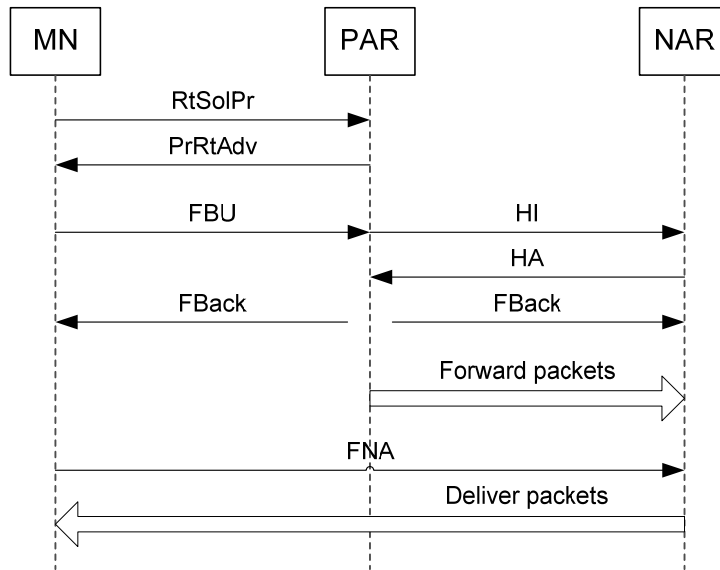 MN
PAR
NAR
RtSolPr
PrRtAdv
FBU
HI
HA
FBack
FBack
Forward packets
FNA
Deliver packets